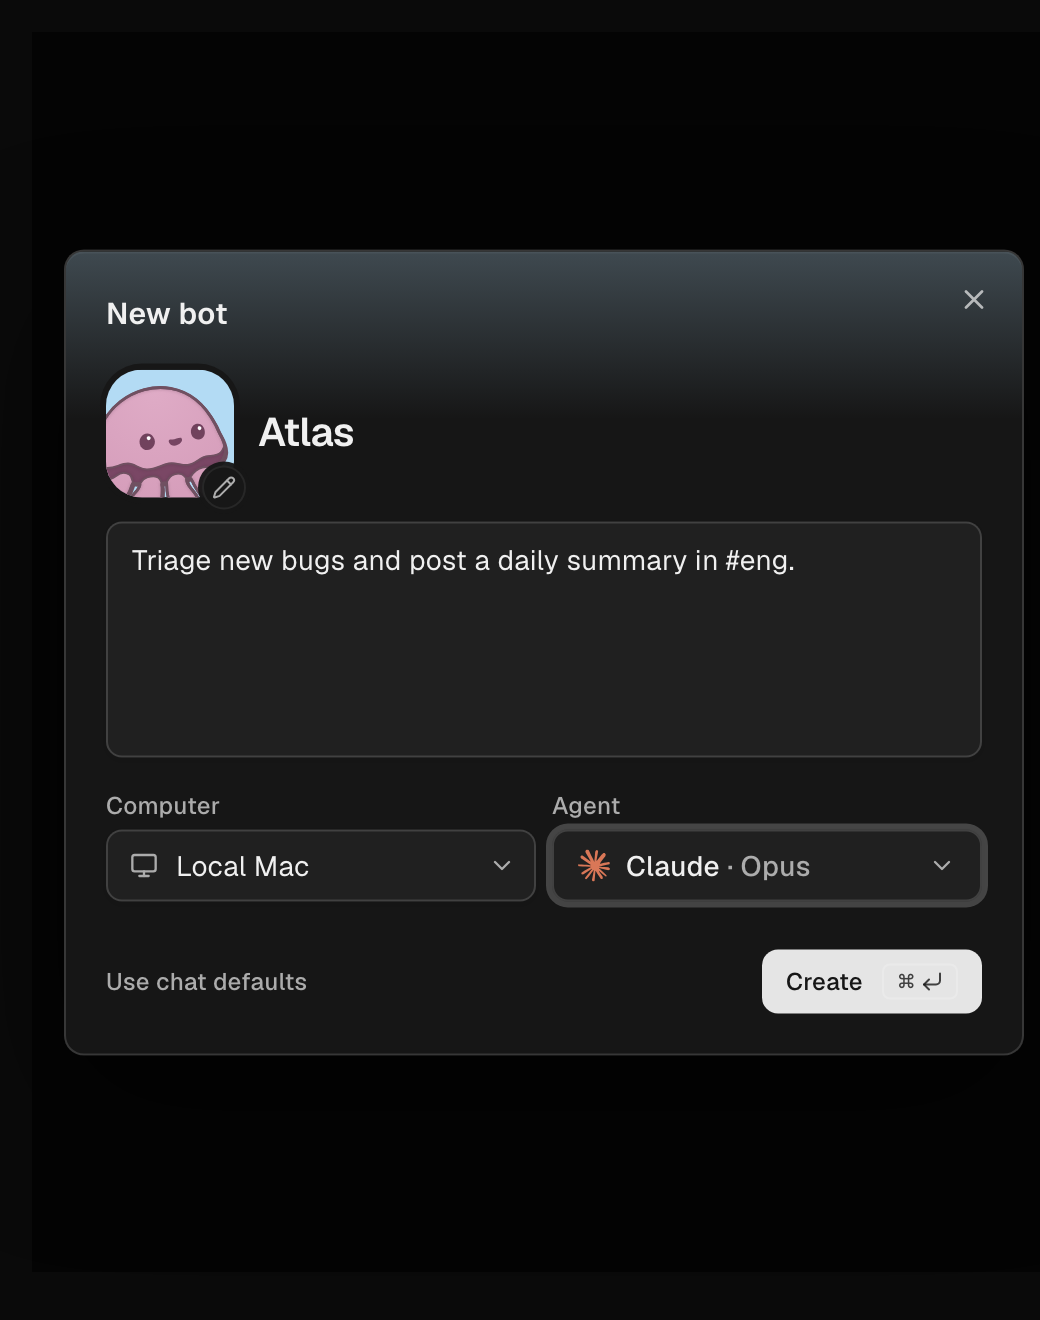 New bot
Atlas
Triage new bugs and post a daily summary in #eng.
Computer
Agent
Local Mac
Claude · Opus
Use chat defaults
Create ⌘ ↵